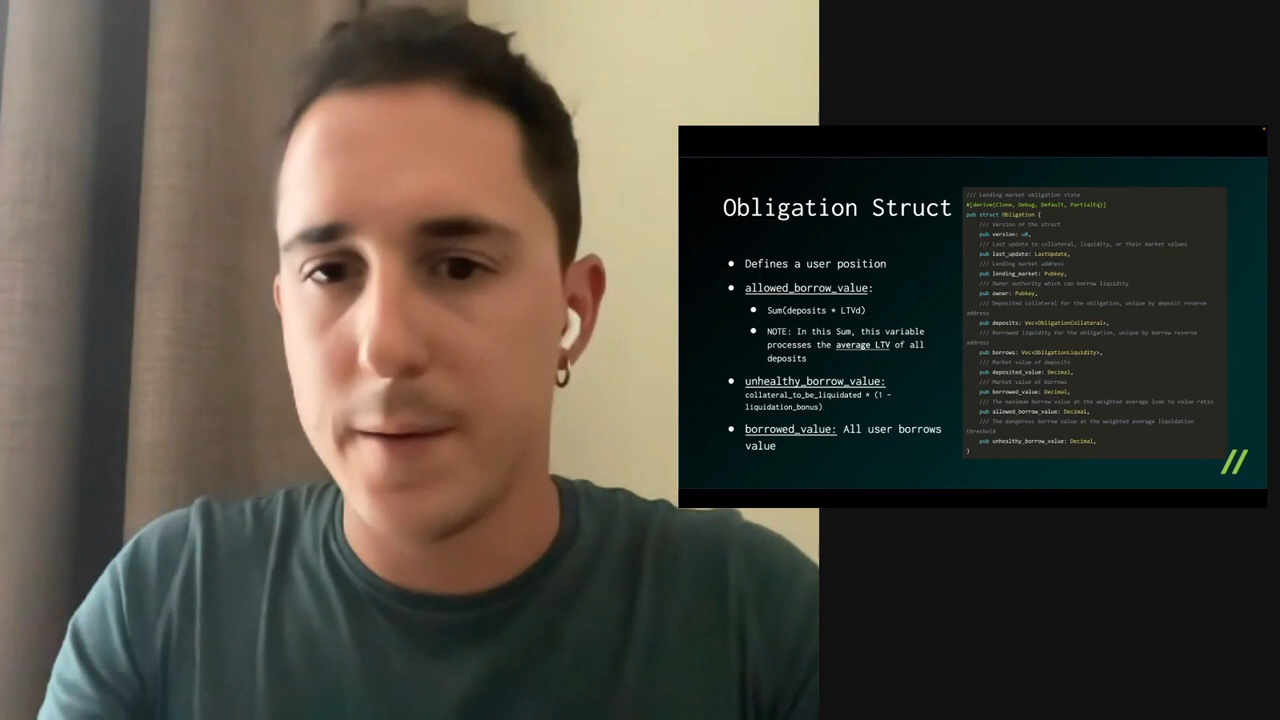 Obligation Struct
Defines a user position
allowed_borrow_value:
Sum(deposits * LTVd)
NOTE: In this Sum, this variable
processes the average LTV of all
deposits
unhealthy_borrow_value:
collateral_to_be_liquidated * (1 -
liquidation_bonus)
borrowed_value: All user borrows
value
/// Lending market obligation state
#[derive(Clone, Debug, Default, PartialEq)]
pub struct Obligation {
/// Version of the struct
pub version: u8,
/// Last update to collateral, liquidity, or their market values
pub last_update: LastUpdate,
/// Lending market address
pub lending_market: Pubkey,
/// Owner authority which can borrow liquidity
pub owner: Pubkey,
/// Deposited collateral for the obligation, unique by deposit reserve
address
pub deposits: Vec<ObligationCollateral>,
/// Borrowed liquidity for the obligation, unique by borrow reserve
address
pub borrows: Vec<ObligationLiquidity>,
/// Market value of deposits
pub deposited_value: Decimal,
/// Market value of borrows
pub borrowed_value: Decimal,
/// The maximum borrow value at the weighted average loan to value ratio
pub allowed_borrow_value: Decimal,
/// The dangerous borrow value at the weighted average liquidation
threshold
pub unhealthy_borrow_value: Decimal,
}